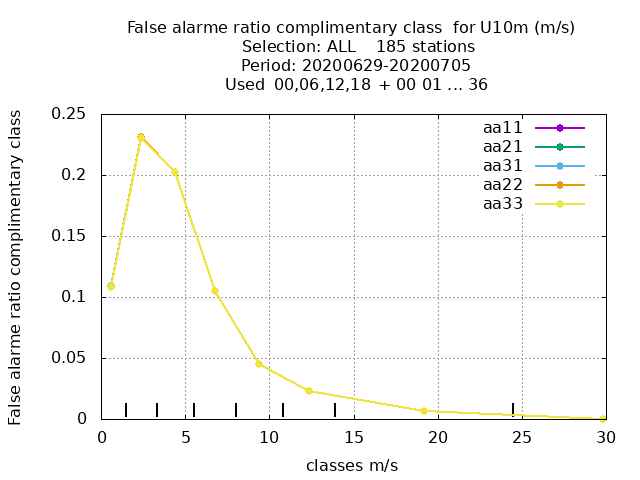 False alarme ratio complimentary class  for U10m (m/s)
Selection: ALL    185 stations
Period: 20200629-20200705
Used  00,06,12,18 + 00 01 ... 36
False alarme ratio complimentary class
0.25
0.2
0.15
0.1
0.05
0
aa11
aa21
aa31
aa22
aa33
0 5 10 15 20 25 30
classes m/s